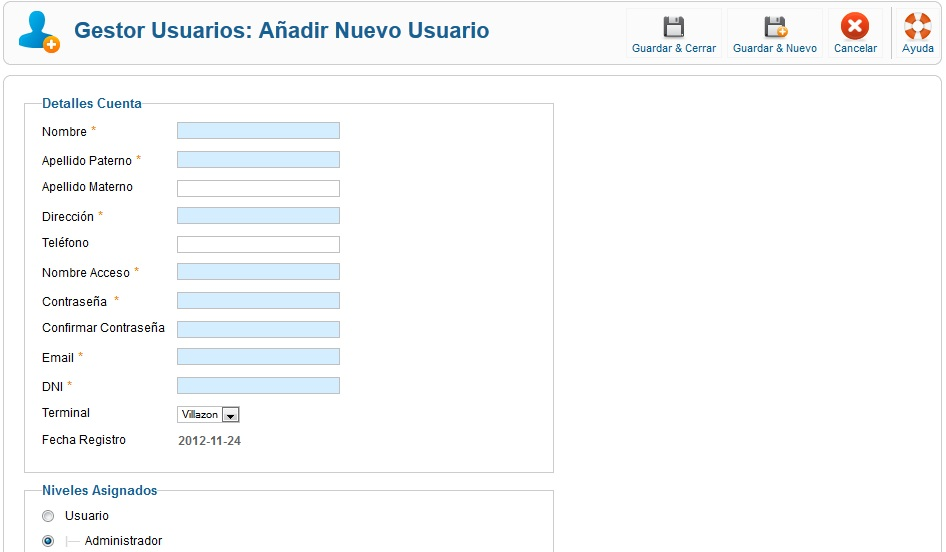 Gestor Usuarios: Añadir Nuevo Usuario
Guardar & Cerrar
Guardar & Nuevo
Cancelar
Ayuda
Detalles Cuenta
Nombre *
Apellido Paterno *
Apellido Materno
Dirección *
Teléfono
Nombre Acceso *
Contraseña *
Confirmar Contraseña
Email *
DNI *
Terminal Villazon
Fecha Registro 2012-11-24
Niveles Asignados
Usuario
Administrador